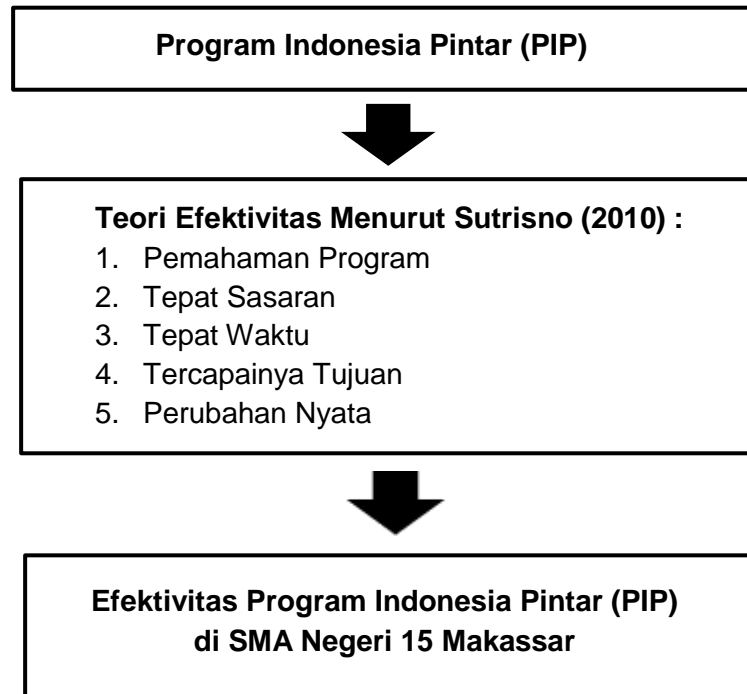 Program Indonesia Pintar (PIP)
Teori Efektivitas Menurut Sutrisno (2010) :
1. Pemahaman Program
2. Tepat Sasaran
3. Tepat Waktu
4. Tercapainya Tujuan
5. Perubahan Nyata
Efektivitas Program Indonesia Pintar (PIP)
di SMA Negeri 15 Makassar